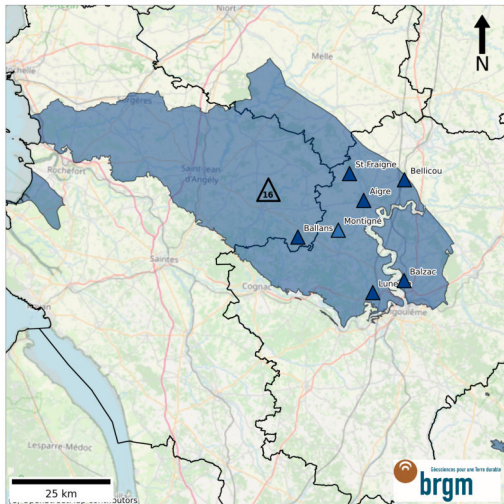 Niort
Melle
Rochefort
Saint-Jean
d'Angély
St Fraigne
Bellicou
Aigre
16
Montigné
Ballans
Saintes
Cognac
Balzac
Angoulême
Lesparre-Médoc
N
25 km
Géosciences pour une Terre durable
brgm